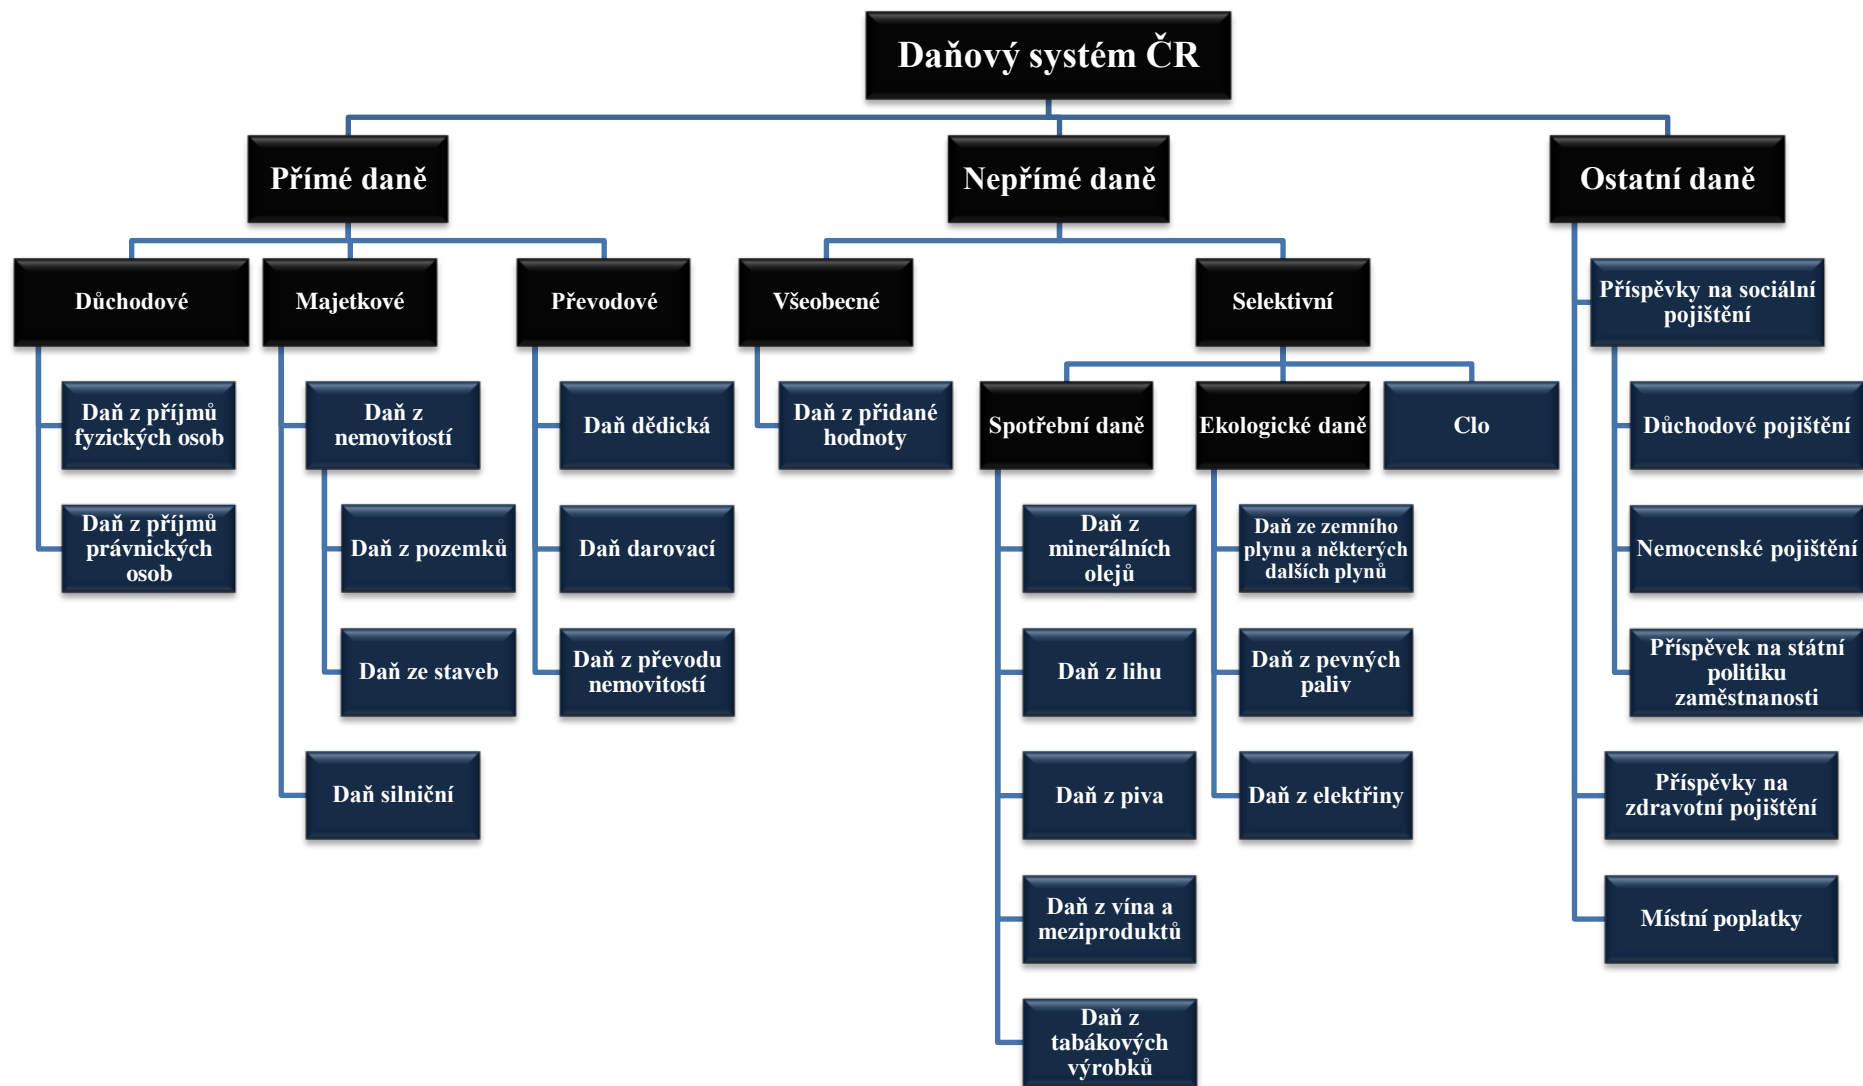 Daňový systém ČR
Přímé daně
Nepřímé daně
Ostatní daně
Důchodové
Majetkové
Převodové
Všeobecné
Selektivní
Příspěvky na sociální
pojištění
Daň z příjmů
fyzických osob
Daň z
nemovitostí
Daň dědická
Daň z přidané
hodnoty
Spotřební daně
Ekologické daně
Clo
Důchodové pojištění
Daň z příjmů
právnických
osob
Daň z pozemků
Daň darovací
Daň z
minerálních
olejů
Daň ze zemního
plynu a některých
dalších plynů
Nemocenské pojištění
Daň ze staveb
Daň z převodu
nemovitostí
Daň z lihu
Daň z pevných
paliv
Příspěvek na státní
politiku
zaměstnanosti
Daň silniční
Daň z piva
Daň z elektřiny
Příspěvky na
zdravotní pojištění
Daň z vína a
meziproduktů
Místní poplatky
Daň z
tabákových
výrobků